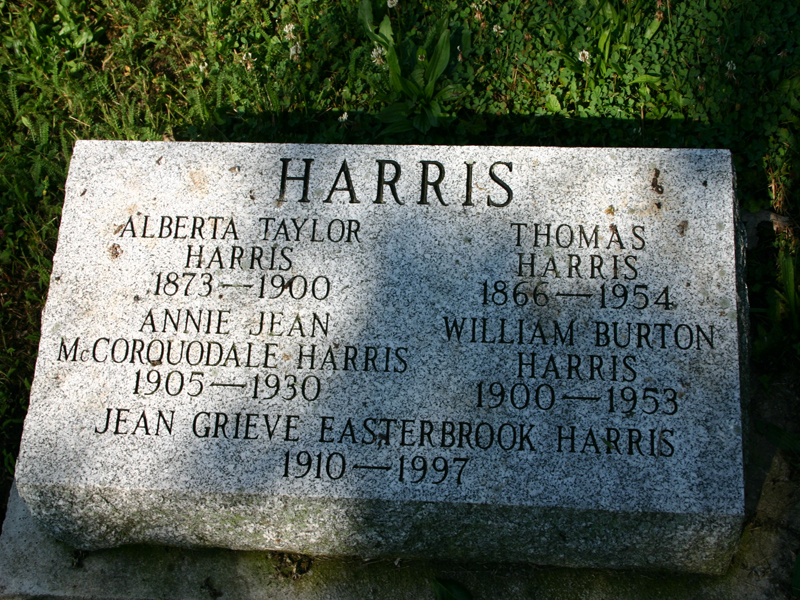 HARRIS
ALBERTA TAYLOR
HARRIS
1873—1900
THOMAS
HARRIS
1866—1954
ANNIE JEAN
McCORQUODALE HARRIS
1905—1930
WILLIAM BURTON
HARRIS
1900—1953
JEAN GRIEVE EASTERBROOK HARRIS
1910—1997